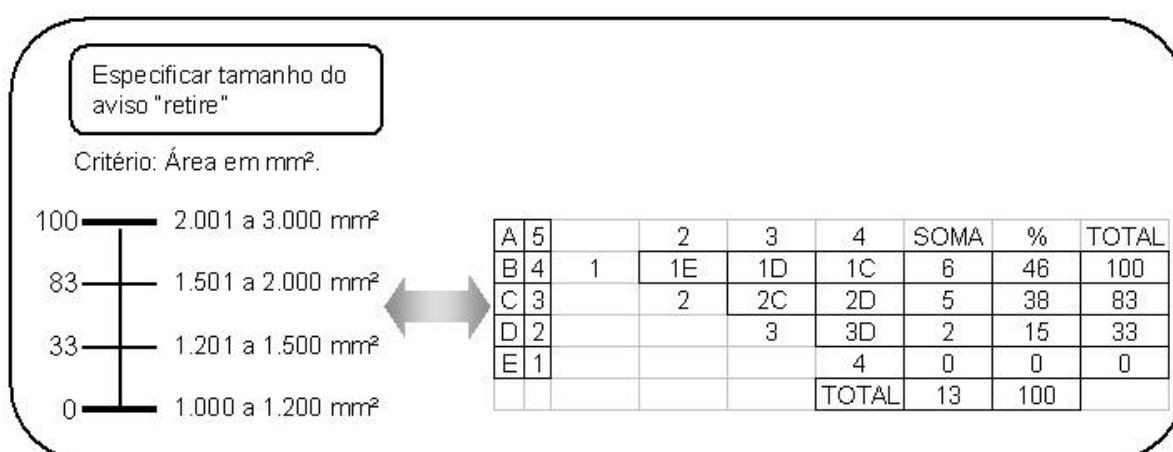 Especificar tamanho do
aviso "retire"
Critério: Área em mm².
100 2.001 a 3.000 mm²
83 1.501 a 2.000 mm²
33 1.201 a 1.500 mm²
0 1.000 a 1.200 mm²
A 5 2 3 4 SOMA % TOTAL
B 4 1 1E 1D 1C 6 46 100
C 3 2 2C 2D 5 38 83
D 2 3 3D 2 15 33
E 1 4 0 0 0
TOTAL 13 100